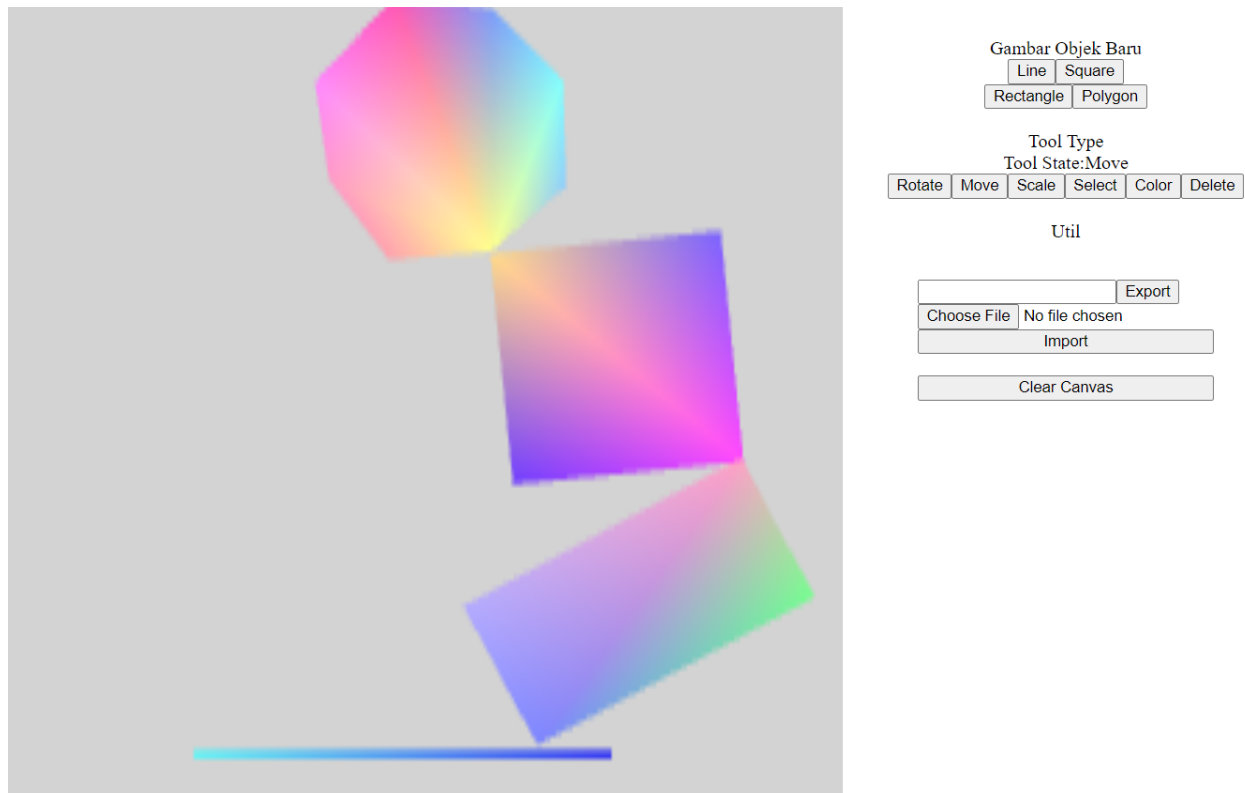 Gambar Objek Baru
Line Square
Rectangle Polygon
Tool Type
Tool State:Move
Rotate Move Scale Select Color Delete
Util
Export
Choose File No file chosen
Import
Clear Canvas